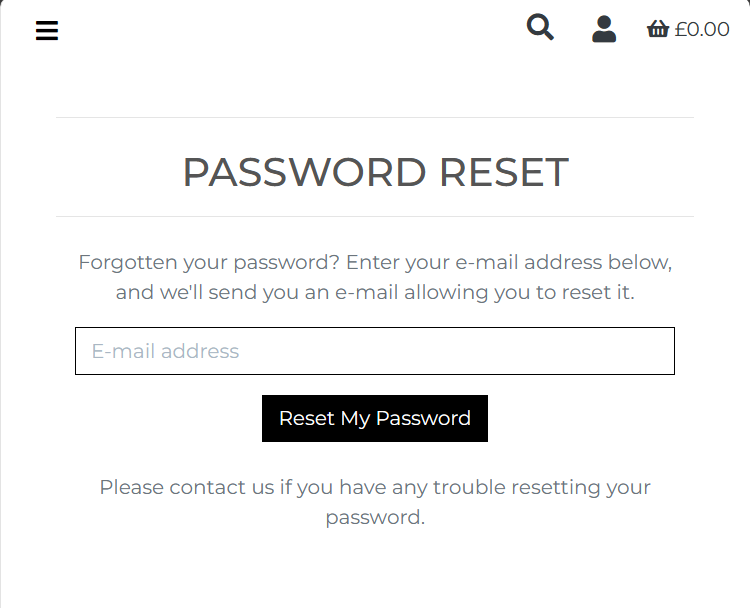 £0.00
PASSWORD RESET
Forgotten your password? Enter your e-mail address below,
and we'll send you an e-mail allowing you to reset it.
E-mail address
Reset My Password
Please contact us if you have any trouble resetting your
password.